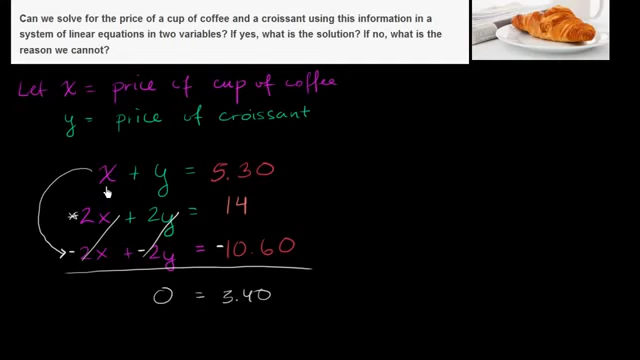 Can we solve for the price of a cup of coffee and a croissant using this information in a
system of linear equations in two variables? If yes, what is the solution? If no, what is the
reason we cannot?
Let x = price of cup of coffee
y = price of croissant
x + y = 5.30
2x + 2y = 14
-2x + -2y = -10.60
0 = 3.40